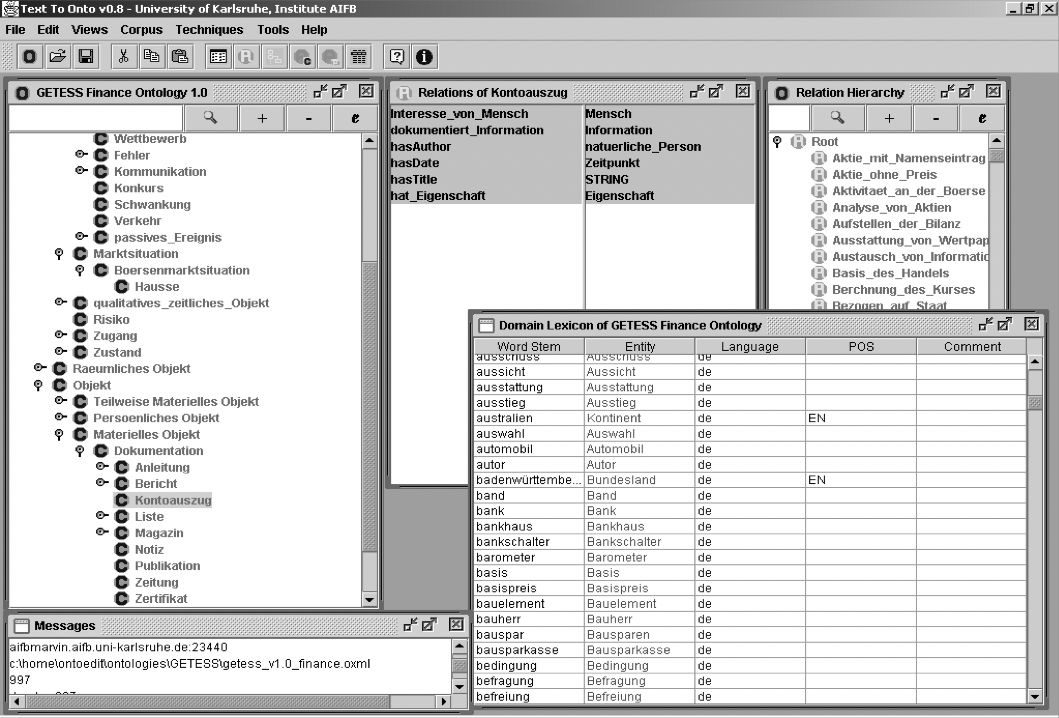 Text To Onto v0.8 - University of Karlsruhe, Institute AIFB
File Edit Views Corpus Techniques Tools Help
GETESS Finance Ontology 1.0
+ -
Wettbewerb
Fehler
Kommunikation
Konkurs
Schwankung
Verkehr
passives_Ereignis
Marktsituation
Boersenmarktsituation
Hausse
qualitatives_zeitliches_Objekt
Risiko
Zugang
Zustand
Raeumliches Objekt
Objekt
Teilweise Materielles Objekt
Persoenliches Objekt
Materielles Objekt
Dokumentation
Anleitung
Bericht
Kontoauszug
Liste
Magazin
Notiz
Publikation
Zeitung
Zertifikat
Relations of Kontoauszug
Interesse_von_Mensch Mensch
dokumentiert_Information Information
hasAuthor natuerliche_Person
hasDate Zeitpunkt
hasTitle STRING
hat_Eigenschaft Eigenschaft
Relation Hierarchy
+ -
Root
Aktie_mit_Namenseintrag
Aktie_ohne_Preis
Aktivitaet_an_der_Boerse
Analyse_von_Aktien
Aufstellen_der_Bilanz
Ausstattung_von_Wertpap
Austausch_von_Informatio
Basis_des_Handels
Berchnung_des_Kurses
Bezogen_auf_Staat
Domain Lexicon of GETESS Finance Ontology
Word Stem Entity Language POS Comment
ausschuss Ausschuss de
aussicht Aussicht de
ausstattung Ausstattung de
ausstieg Ausstieg de
australien Kontinent de EN
auswahl Auswahl de
automobil Automobil de
autor Autor de
badenwürttembe... Bundesland de EN
band Band de
bank Bank de
bankhaus Bankhaus de
bankschalter Bankschalter de
barometer Barometer de
basis Basis de
basispreis Basispreis de
bauelement Bauelement de
bauherr Bauherr de
bauspar Bausparen de
bausparkasse Bausparkasse de
bedingung Bedingung de
befragung Befragung de
befreiung Befreiung de
Messages
aifbmarvin.aifb.uni-karlsruhe.de:23440
c:\home\ontoedit\ontologies\GETESS\getess_v1.0_finance.oxml
997